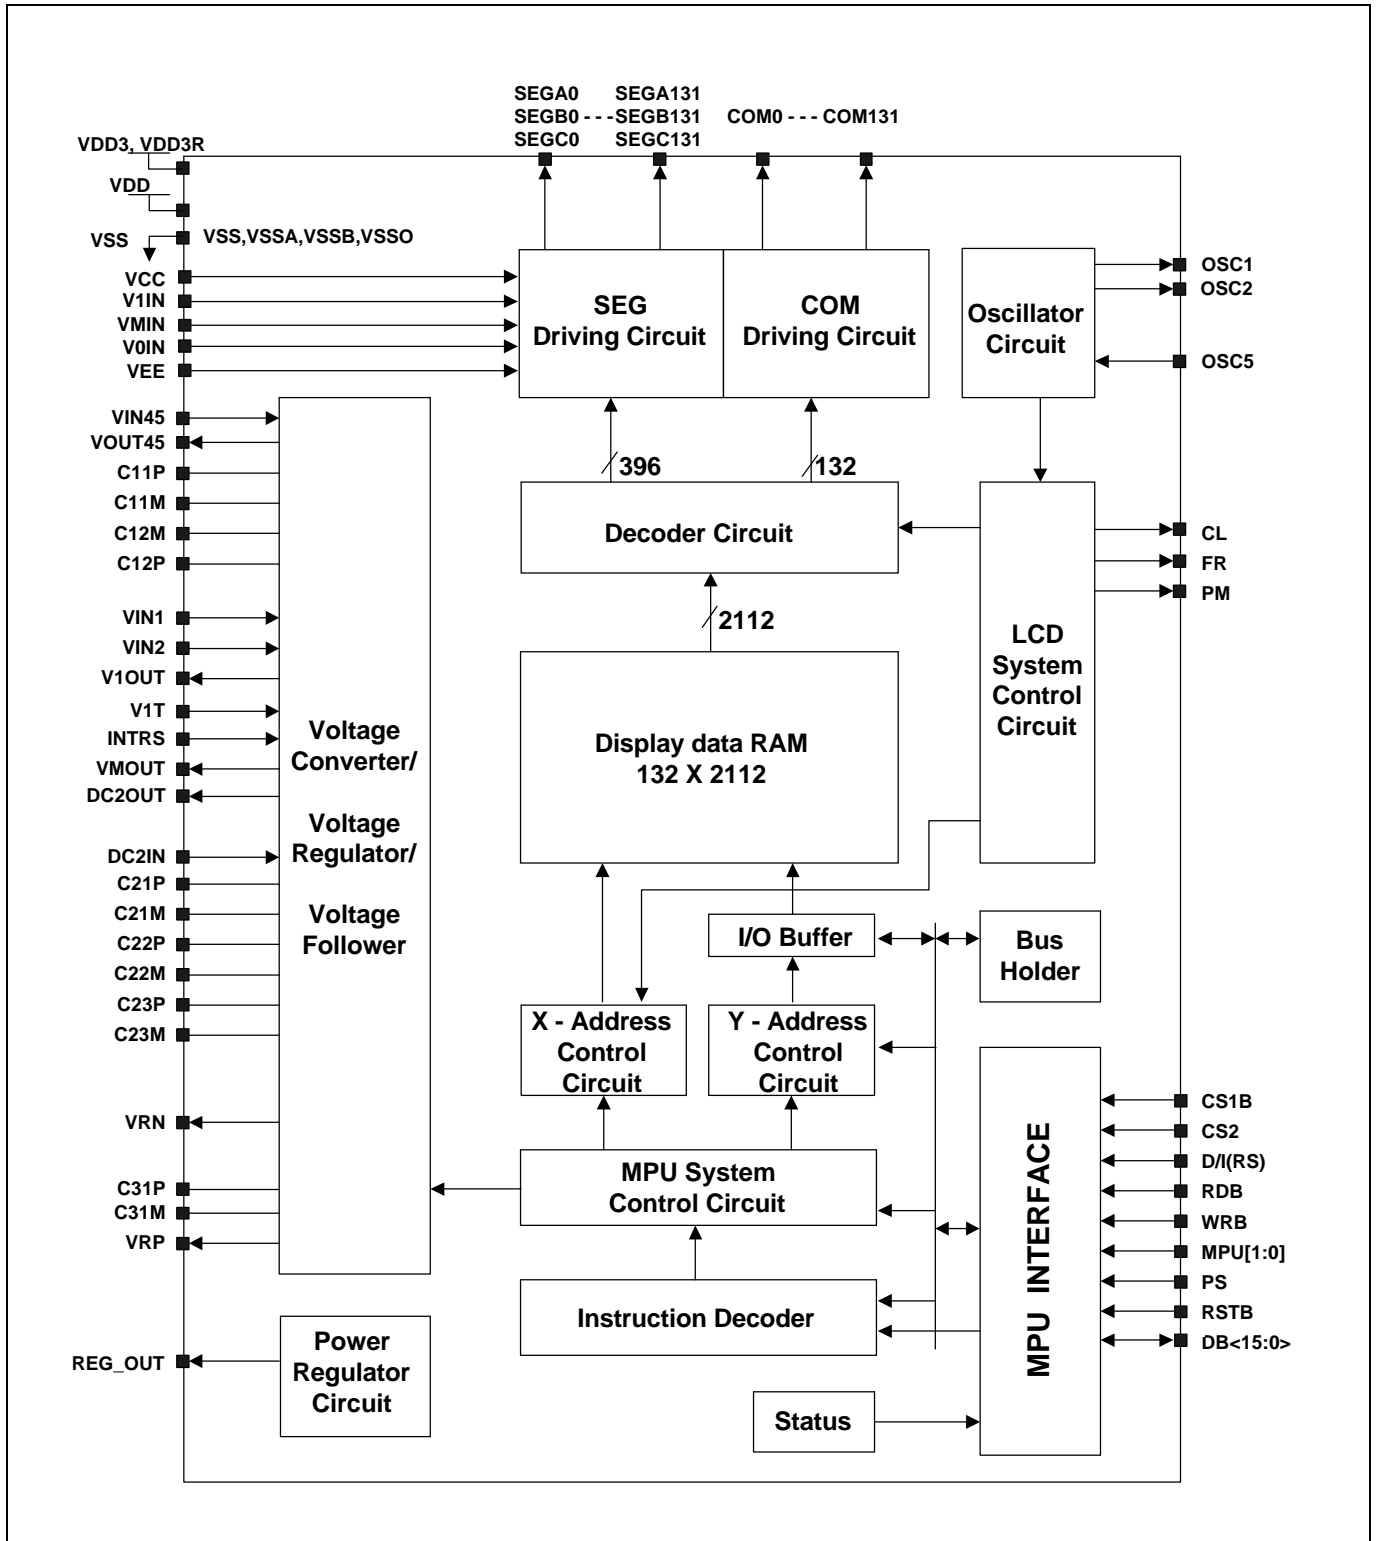 SEGA0 SEGA131
SEGB0 - - - SEGB131 COM0 - - - COM131
SEGC0 SEGC131
VDD3, VDD3R
VDD
VSS
VSS,VSSA,VSSB,VSSO
VCC
V1IN
VMIN
V0IN
VEE
SEG
Driving Circuit
COM
Driving Circuit
Oscillator
Circuit
OSC1
OSC2
OSC5
VIN45
VOUT45
C11P
C11M
C12M
C12P
VIN1
VIN2
V1OUT
V1T
INTRS
VMOUT
DC2OUT
DC2IN
C21P
C21M
C22P
C22M
C23P
C23M
VRN
C31P
C31M
VRP
REG_OUT
Voltage
Converter/
Voltage
Regulator/
Voltage
Follower
Power
Regulator
Circuit
396
132
Decoder Circuit
2112
Display data RAM
132 X 2112
LCD
System
Control
Circuit
CL
FR
PM
I/O Buffer
Bus
Holder
X - Address
Control
Circuit
Y - Address
Control
Circuit
MPU System
Control Circuit
Instruction Decoder
Status
MPU INTERFACE
CS1B
CS2
D/I(RS)
RDB
WRB
MPU[1:0]
PS
RSTB
DB<15:0>